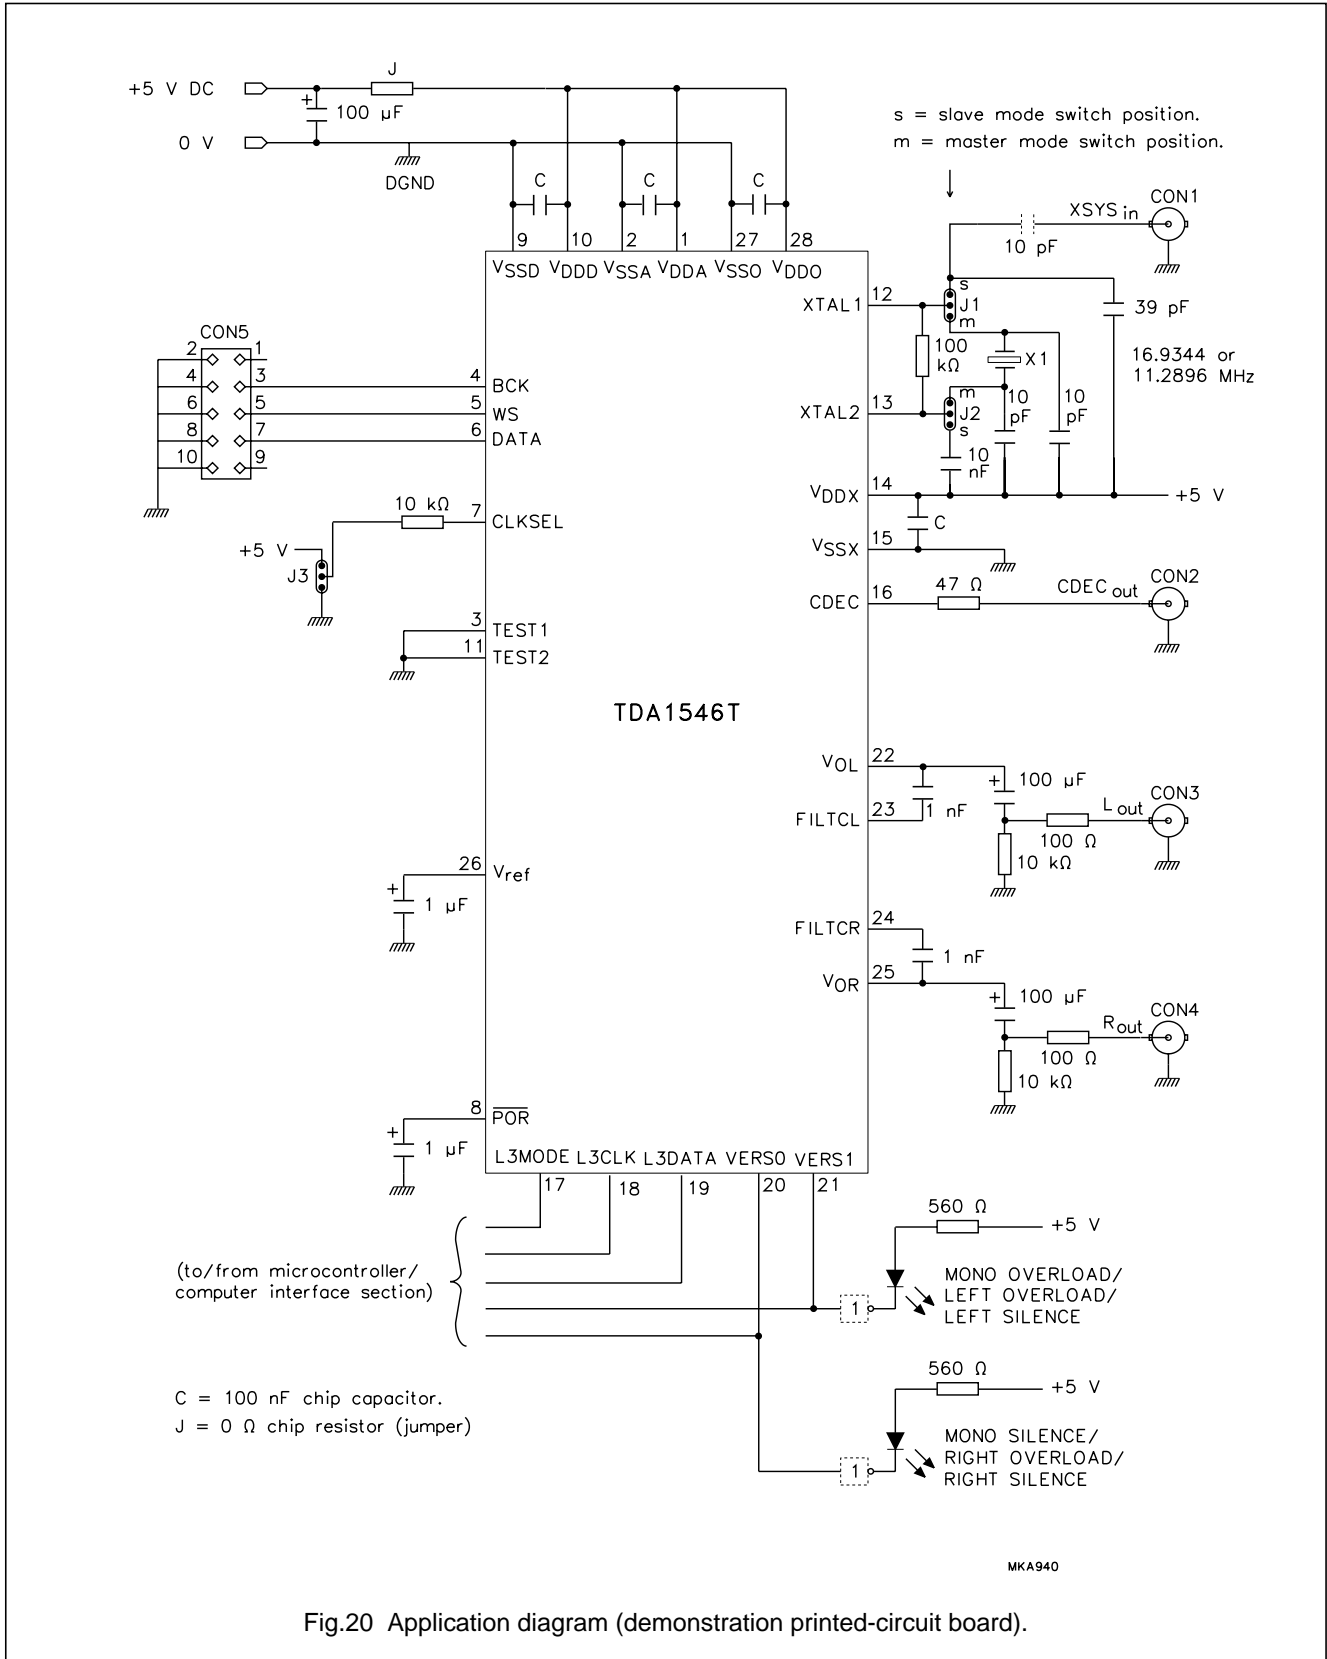 +5 V DC
J
+
100 µF
0 V
DGND
C
C
C
s = slave mode switch position.
m = master mode switch position.
XSYS in
CON1
10 pF
9
10
2
1
27
28
VSSD
VDDD
VSSA
VDDA
VSSO
VDDO
XTAL1
12
s
J1
m
39 pF
100
kΩ
X1
16.9344 or
11.2896 MHz
XTAL2
13
m
J2
s
10
pF
10
pF
10
nF
CON5
2
1
4
3
6
5
8
7
10
9
4
BCK
5
WS
6
DATA
10 kΩ
7
CLKSEL
+5 V
J3
VDDX
14
+5 V
C
VSSX
15
CDEC
16
47 Ω
CDEC out
CON2
3
TEST1
11
TEST2
TDA1546T
VOL
22
+
100 µF
1 nF
FILTCL
23
L out
CON3
100 Ω
10 kΩ
26
Vref
+
1 µF
FILTCR
24
1 nF
VOR
25
+
100 µF
Rout
CON4
100 Ω
10 kΩ
8
POR
+
1 µF
L3MODE
L3CLK
L3DATA
VERS0
VERS1
17
18
19
20
21
560 Ω
+5 V
(to/from microcontroller/
computer interface section)
1
MONO OVERLOAD/
LEFT OVERLOAD/
LEFT SILENCE
560 Ω
+5 V
C = 100 nF chip capacitor.
J = 0 Ω chip resistor (jumper)
1
MONO SILENCE/
RIGHT OVERLOAD/
RIGHT SILENCE
MKA940
Fig.20 Application diagram (demonstration printed-circuit board).